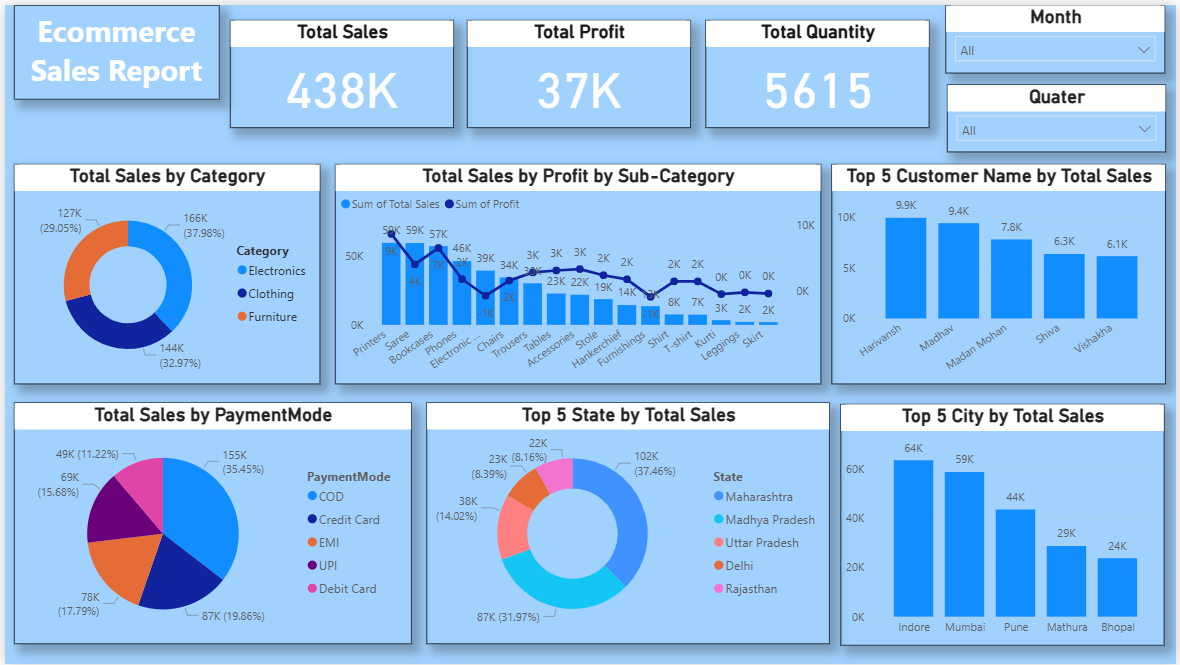 Ecommerce
Sales Report
Total Sales
438K
Total Profit
37K
Total Quantity
5615
Month
All
Quater
All
Total Sales by Category
127K
(29.05%)
166K
(37.98%)
144K
(32.97%)
Category
Electronics
Clothing
Furniture
Total Sales by Profit by Sub-Category
Sum of Total Sales
Sum of Profit
50K
0K
10K
0K
59K
57K
46K
39K
34K
23K
22K
19K
14K
8K
7K
3K
2K
2K
9K
4K
7K
-1K
2K
3K
3K
3K
2K
2K
-1K
2K
2K
0K
0K
0K
Printers
Saree
Bookcases
Phones
Electronic ...
Chairs
Trousers
Tables
Accessories
Stole
Hankerchief
Furnishings
Shirt
T-shirt
Kurti
Leggings
Skirt
Top 5 Customer Name by Total Sales
10K
5K
0K
9.9K
9.4K
7.8K
6.3K
6.1K
Harivansh
Madhav
Madan Mohan
Shiva
Vishakha
Total Sales by PaymentMode
49K (11.22%)
155K
(35.45%)
69K
(15.68%)
78K
(17.79%)
87K (19.86%)
PaymentMode
COD
Credit Card
EMI
UPI
Debit Card
Top 5 State by Total Sales
22K
(8.16%)
23K
(8.39%)
102K
(37.46%)
38K
(14.02%)
87K (31.97%)
State
Maharashtra
Madhya Pradesh
Uttar Pradesh
Delhi
Rajasthan
Top 5 City by Total Sales
60K
40K
20K
0K
64K
59K
44K
29K
24K
Indore
Mumbai
Pune
Mathura
Bhopal